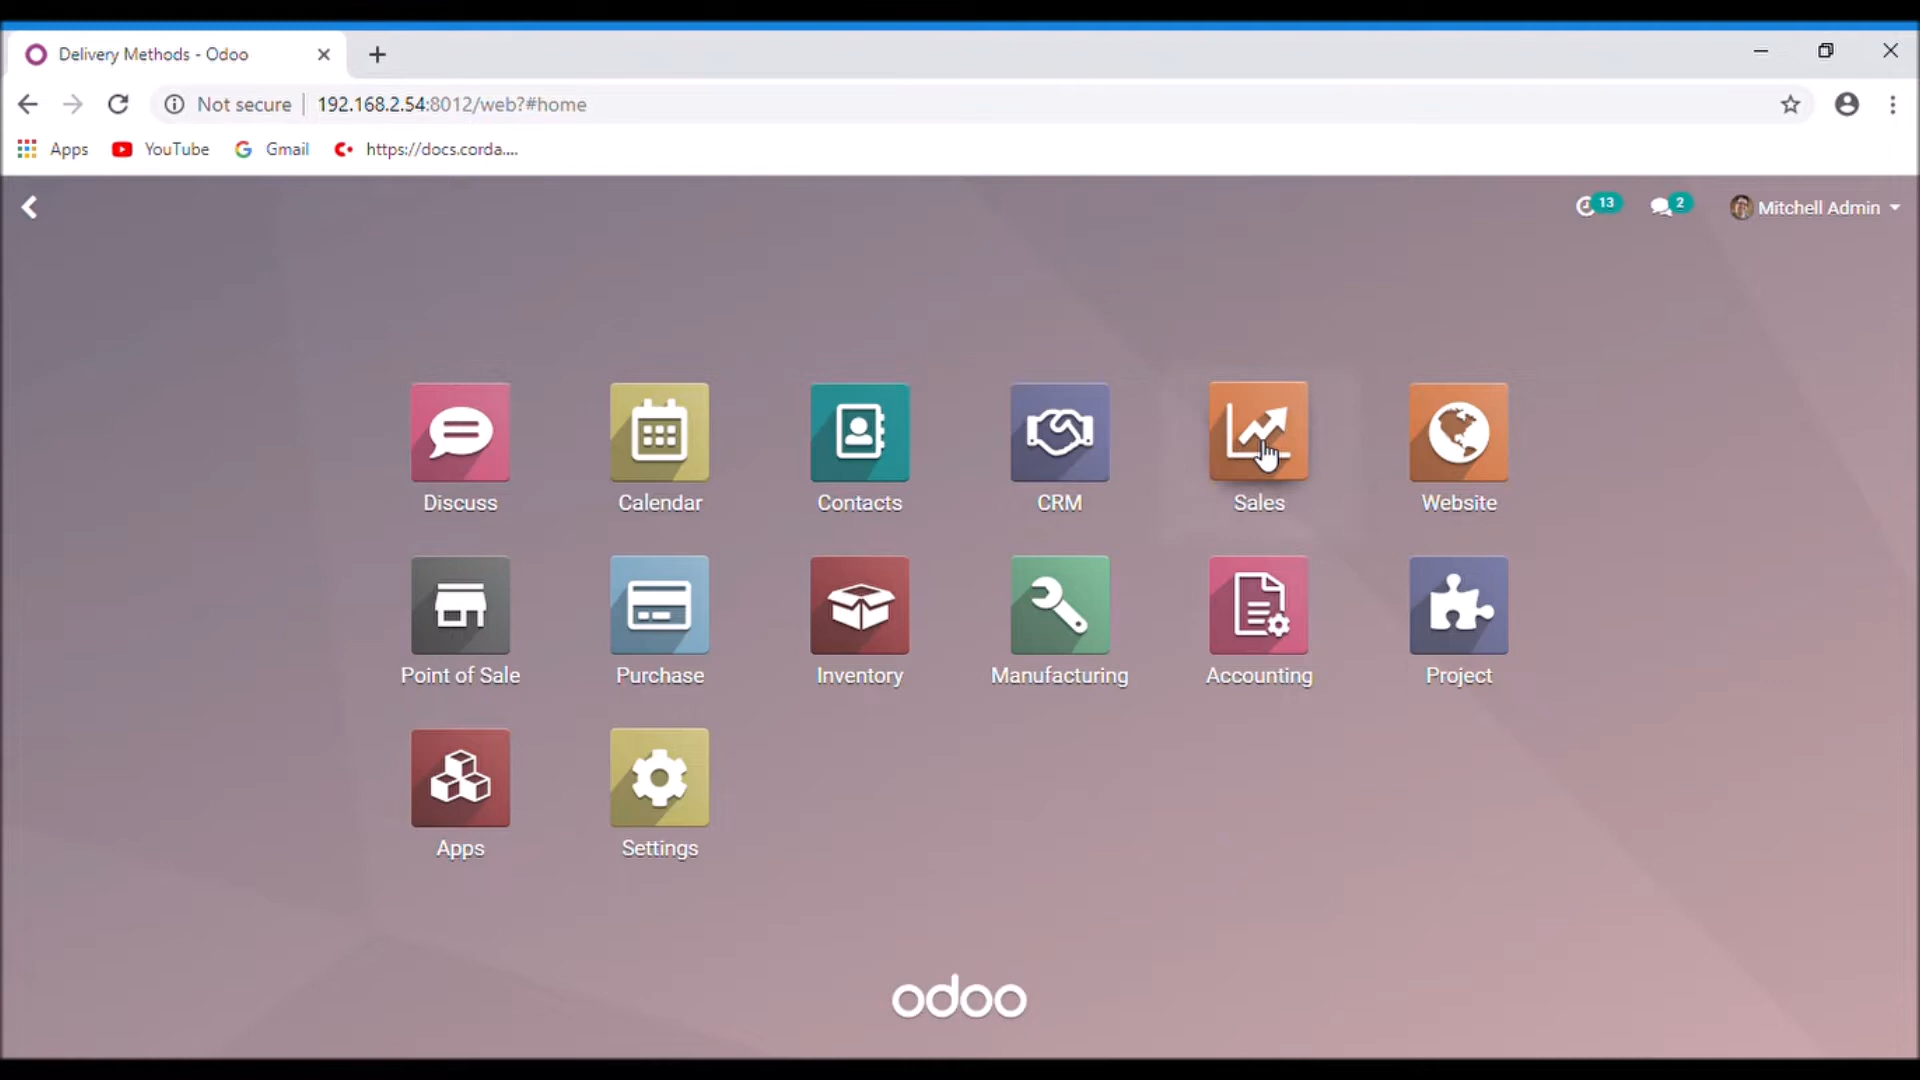 Delivery Methods - Odoo
Not secure
192.168.2.54:8012/web?#home
Apps
YouTube
Gmail
https://docs.corda....
13
2
Mitchell Admin
Discuss
Calendar
Contacts
CRM
Sales
Website
Point of Sale
Purchase
Inventory
Manufacturing
Accounting
Project
Apps
Settings
odoo